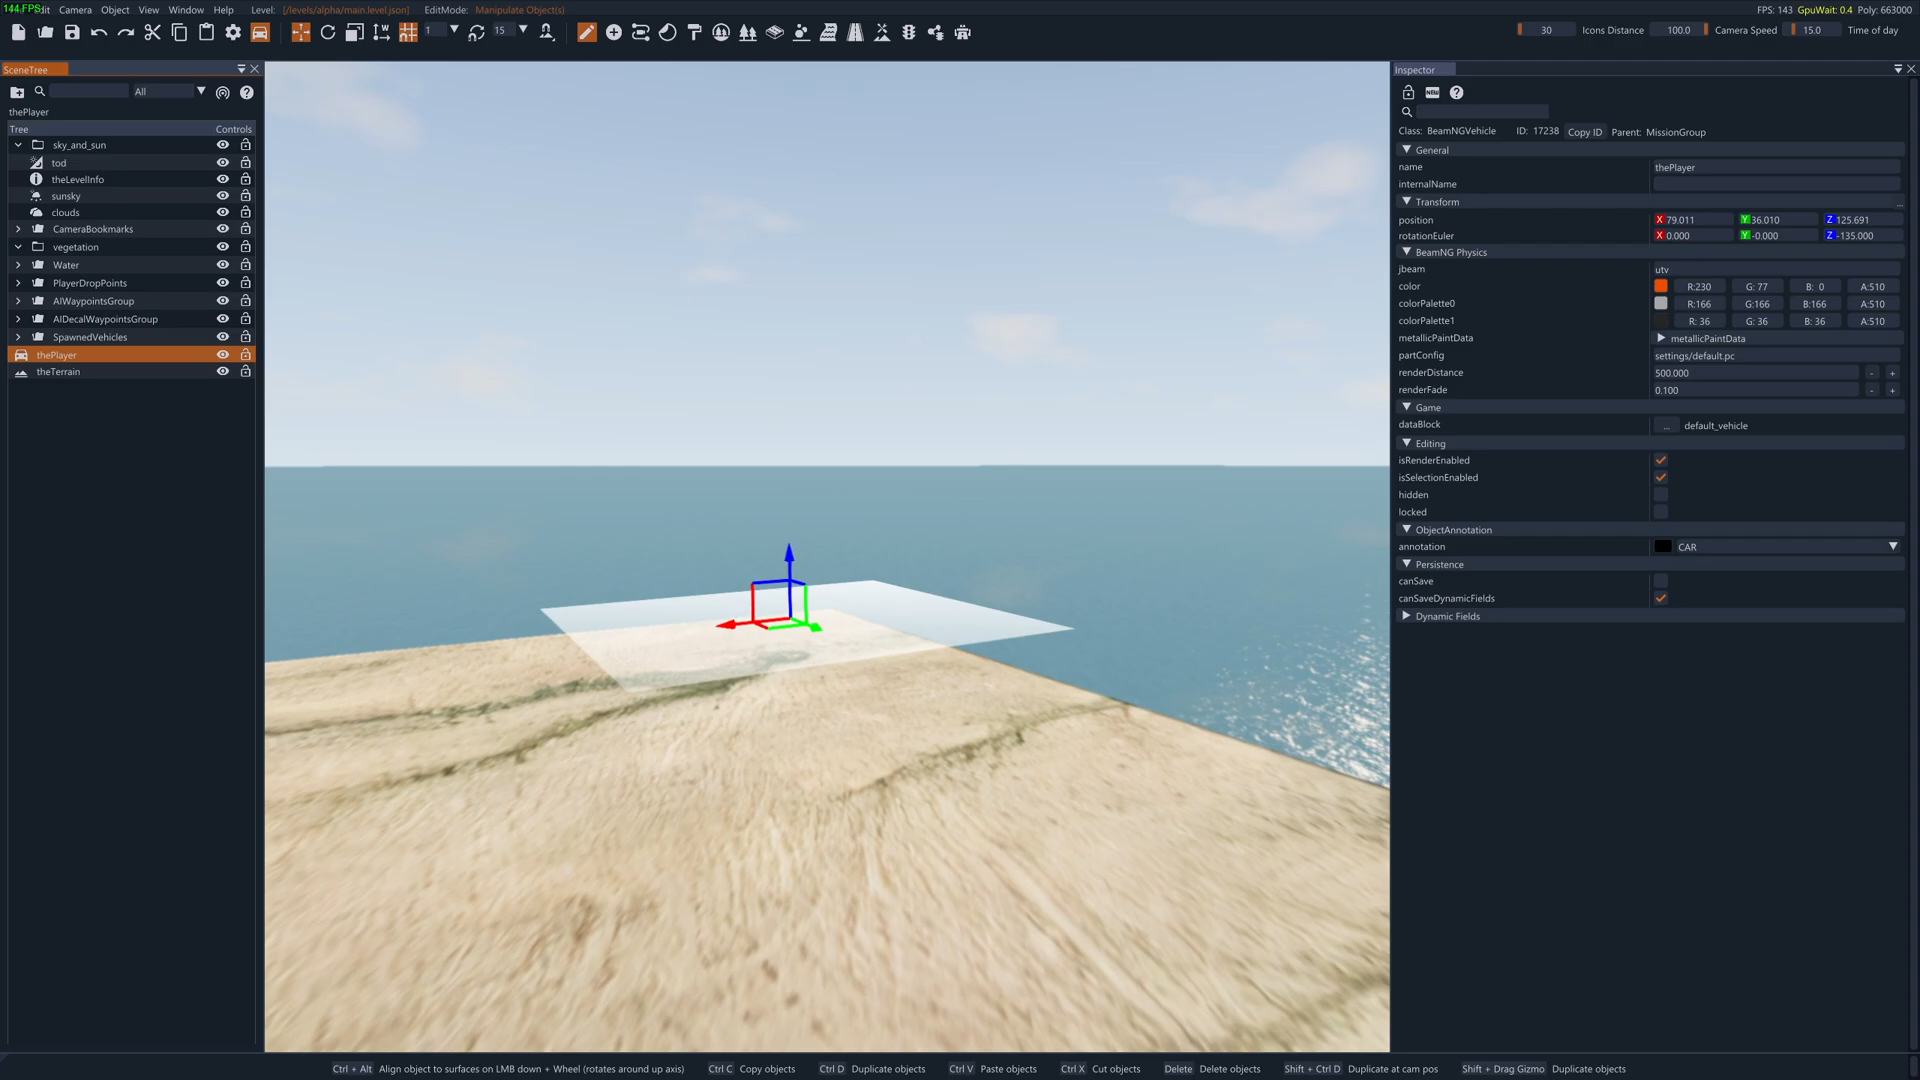 144 FPS
Edit Camera Object View Window Help Level: [/levels/alpha/main.level.json] EditMode: Manipulate Object(s) FPS: 143 GpuWait: 0.4 Poly: 663000
1 15 30 Icons Distance 100.0 Camera Speed 15.0 Time of day
SceneTree
All
thePlayer
Tree Controls
sky_and_sun
tod
theLevelInfo
sunsky
clouds
CameraBookmarks
vegetation
Water
PlayerDropPoints
AIWaypointsGroup
AIDecalWaypointsGroup
SpawnedVehicles
thePlayer
theTerrain
Inspector
NEW
Class: BeamNGVehicle ID: 17238 Copy ID Parent: MissionGroup
General
name thePlayer
internalName
Transform ...
position X 79.011 Y 36.010 Z 125.691
rotationEuler X 0.000 Y -0.000 Z -135.000
BeamNG Physics
jbeam utv
color R:230 G: 77 B: 0 A:510
colorPalette0 R:166 G:166 B:166 A:510
colorPalette1 R: 36 G: 36 B: 36 A:510
metallicPaintData metallicPaintData
partConfig settings/default.pc
renderDistance 500.000 - +
renderFade 0.100 - +
Game
dataBlock ... default_vehicle
Editing
isRenderEnabled
isSelectionEnabled
hidden
locked
ObjectAnnotation
annotation CAR
Persistence
canSave
canSaveDynamicFields
Dynamic Fields
Ctrl + Alt Align object to surfaces on LMB down + Wheel (rotates around up axis) Ctrl C Copy objects Ctrl D Duplicate objects Ctrl V Paste objects Ctrl X Cut objects Delete Delete objects Shift + Ctrl D Duplicate at cam pos Shift + Drag Gizmo Duplicate objects